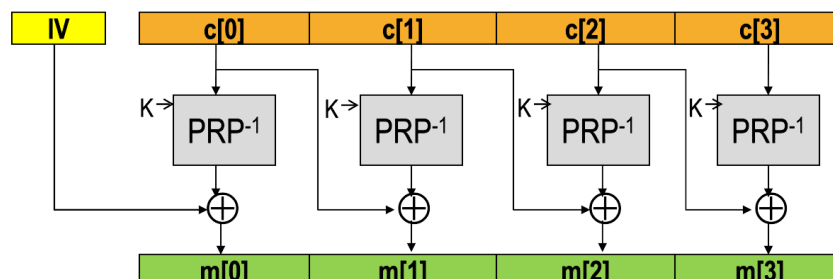 IV c[0] c[1] c[2] c[3]
K K K K
PRP-1 PRP-1 PRP-1 PRP-1
m[0] m[1] m[2] m[3]